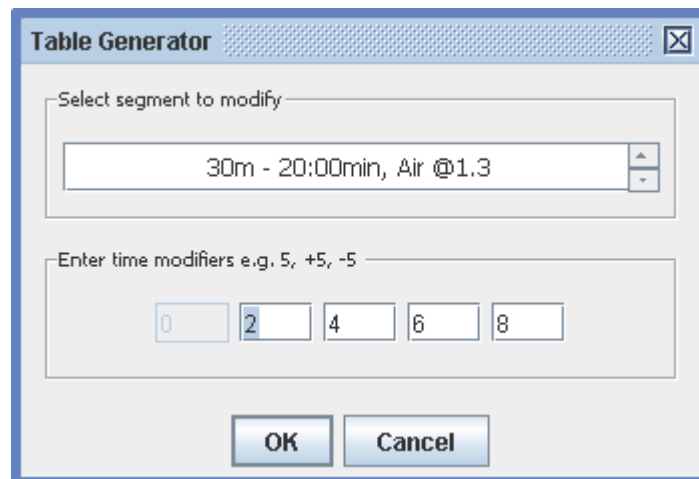 Table Generator
Select segment to modify
30m - 20:00min, Air @1.3
Enter time modifiers e.g. 5, +5, -5
0 2 4 6 8
OK Cancel